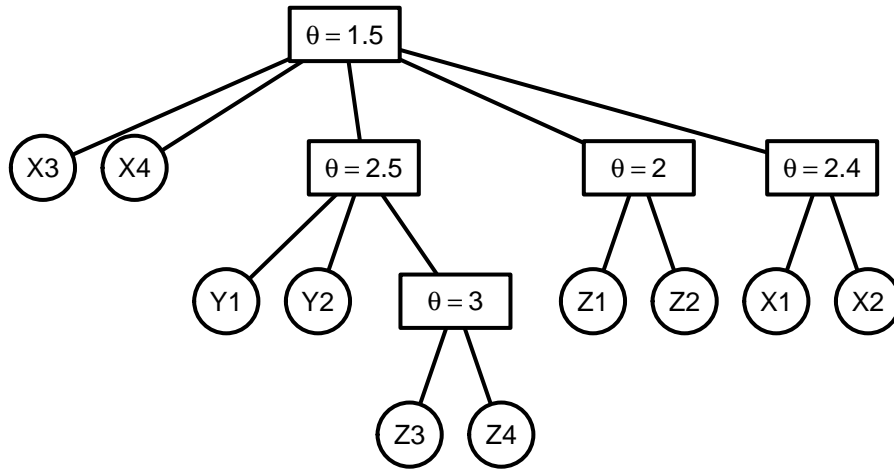 θ = 1.5
X3
X4
θ = 2.5
θ = 2
θ = 2.4
Y1
Y2
θ = 3
Z1
Z2
X1
X2
Z3
Z4